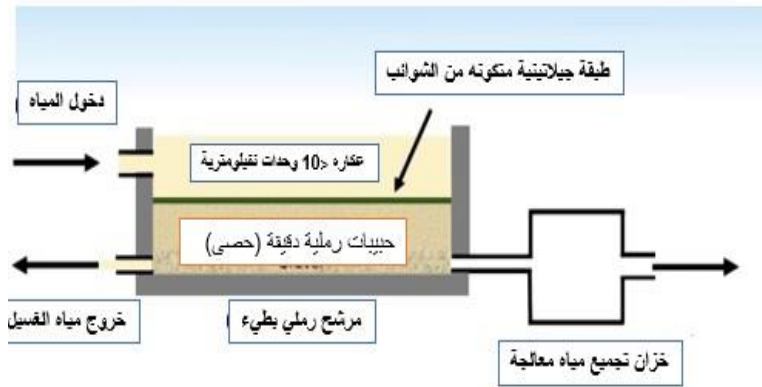 طبقة جيلاتينية متكونه من الشوائب
دخول المياه
عكاره <10 وحدات نفيلومترية
حبيبات رملية دقيقة (حصى)
خروج مياه الغسيل
مرشح رملي بطيء
خزان تجميع مياه معالجة